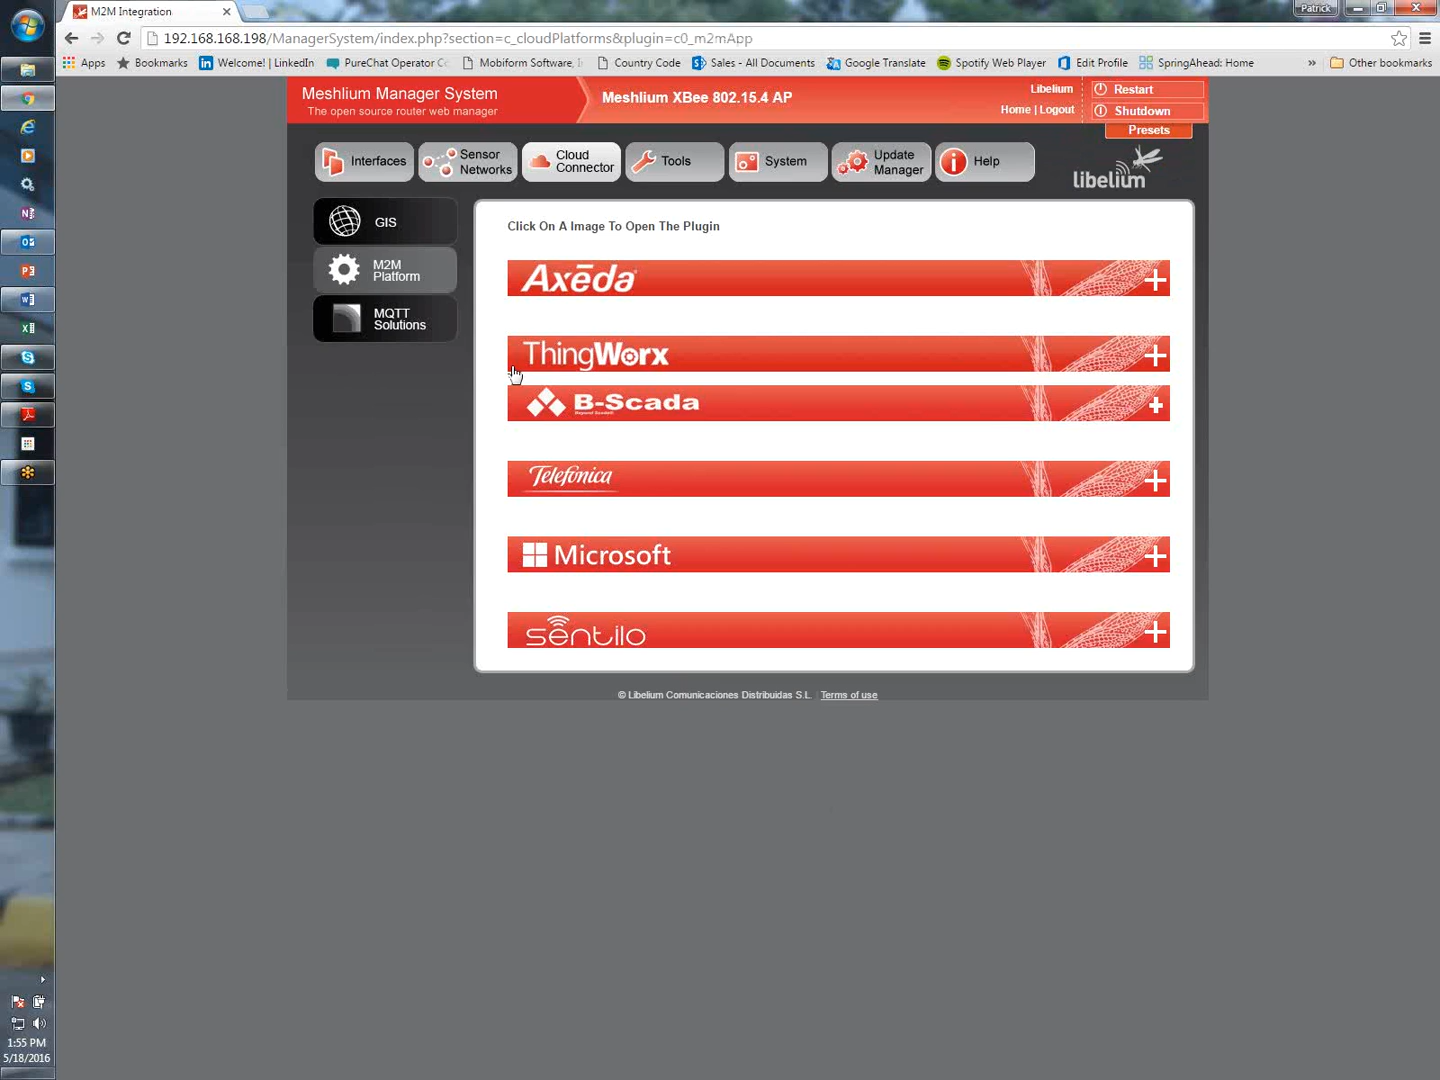 M2M Integration
Patrick
192.168.168.198/ManagerSystem/index.php?section=c_cloudPlatforms&plugin=c0_m2mApp
Apps
Bookmarks
Welcome! | LinkedIn
PureChat Operator C
Mobiform Software, I
Country Code
Sales - All Documents
Google Translate
Spotify Web Player
Edit Profile
SpringAhead: Home
»
Other bookmarks
Meshlium Manager System
The open source router web manager
Meshlium XBee 802.15.4 AP
Libelium
Home | Logout
Restart
Shutdown
Presets
Interfaces
Sensor
Networks
Cloud
Connector
Tools
System
Update
Manager
Help
libelium
GIS
M2M
Platform
MQTT
Solutions
Click On A Image To Open The Plugin
Axēda
ThingWorx
B-Scada
Telefónica
Microsoft
sentilo
© Libelium Comunicaciones Distribuidas S.L. | Terms of use
1:55 PM
5/18/2016